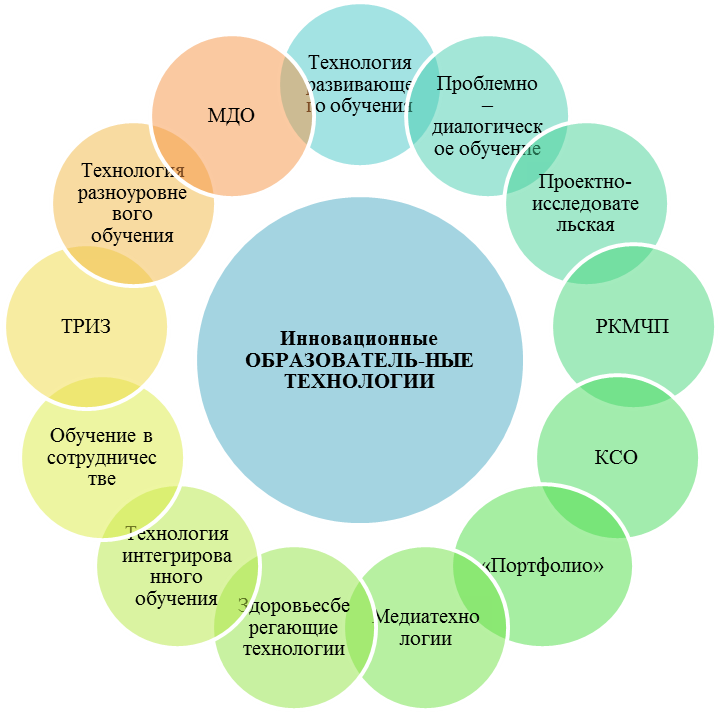 Технология
развивающе
го обучения
Проблемно
–
диалогическ
ое обучение
Проектно-
исследовате
льская
РКМЧП
КСО
«Портфолио»
Медиатехно
логии
Здоровьесбе
регающие
технологии
Технология
интегрирова
нного
обучения
Обучение в
сотрудничес
тве
ТРИЗ
Технология
разноуровне
вого
обучения
МДО
Инновационные
ОБРАЗОВАТЕЛЬ-НЫЕ
ТЕХНОЛОГИИ